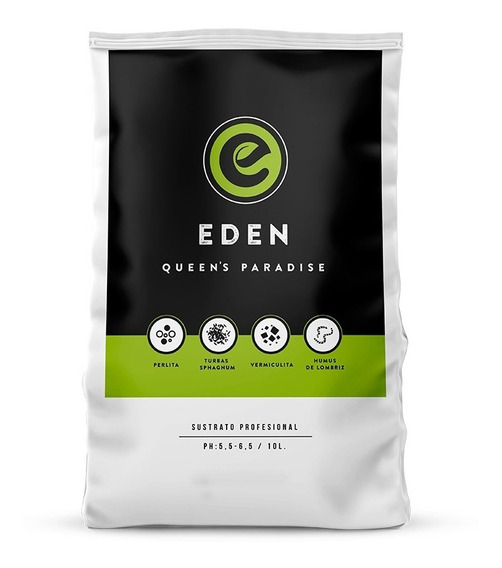 e
EDEN
QUEEN'S PARADISE
PERLITA
TURBAS
SPHAGNUM
VERMICULITA
HUMUS
DE LOMBRIZ
SUSTRATO PROFESIONAL
PH:5,5-6,5 / 10L.